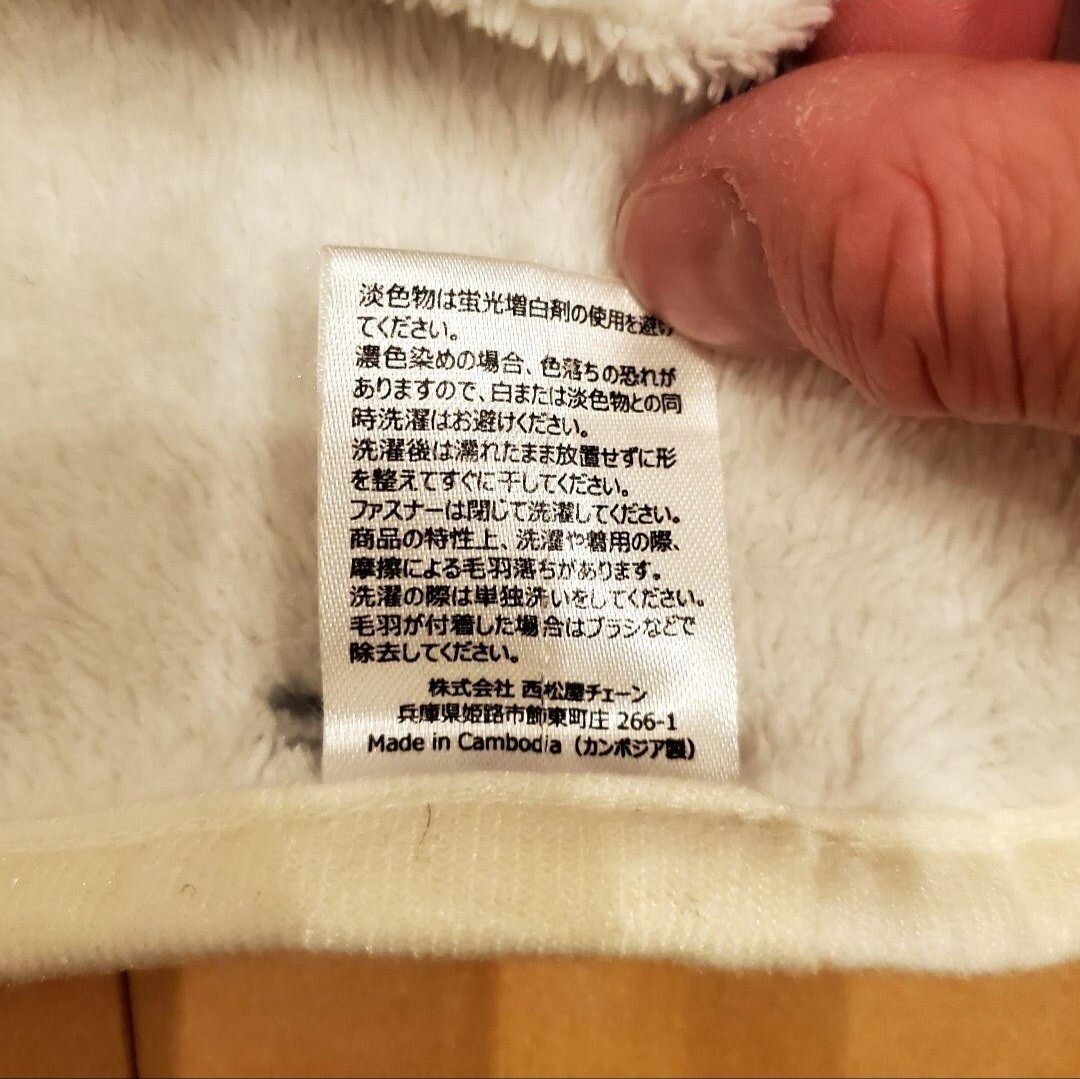 淡色物は蛍光増白剤の使用を避け
てください。
濃色染めの場合、色落ちの恐れが
ありますので、白または淡色物との同
時洗濯はお避けください。
洗濯後は濡れたまま放置せずに形
を整えてすぐに干してください。
ファスナーは閉じて洗濯してください。
商品の特性上、洗濯や着用の際、
摩擦による毛羽落ちがあります。
洗濯の際は単独洗いをしてください。
毛羽が付着した場合はブラシなどで
除去してください。
株式会社 西松屋チェーン
兵庫県姫路市飾東町庄 266-1
Made in Cambodia (カンボジア製)